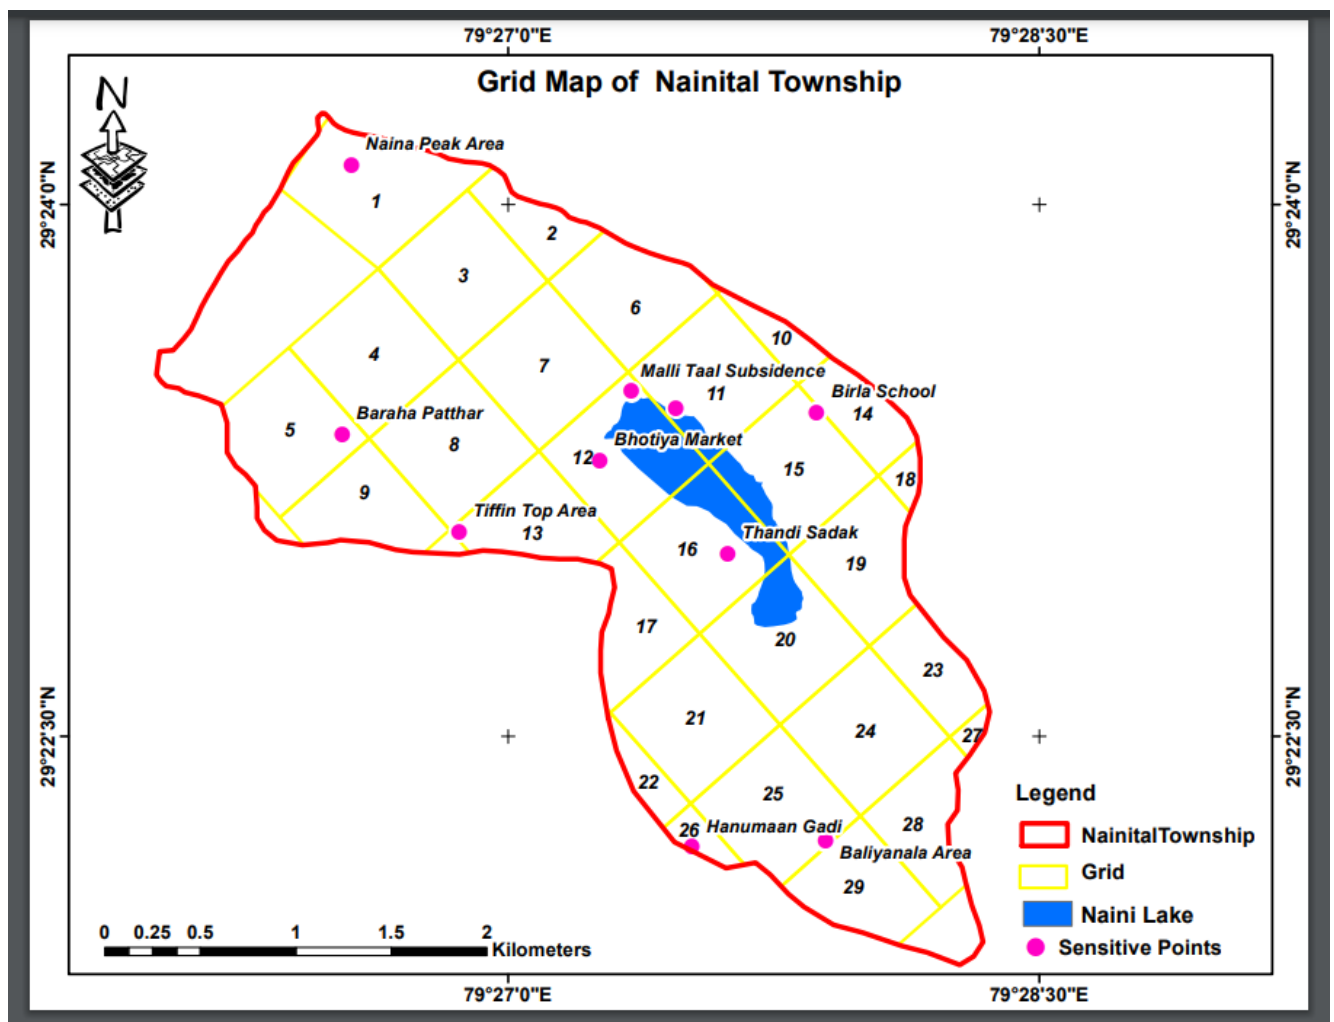 79°27'0"E
79°28'30"E
Grid Map of Nainital Township
N
Naina Peak Area
29°24'0"N
29°24'0"N
1
2
3
6
10
4
7
Malli Taal Subsidence
11
Birla School
14
Baraha Patthar
5
8
Bhotiya Market
12
15
18
9
Tiffin Top Area
13
Thandi Sadak
16
19
17
20
23
21
24
27
29°22'30"N
29°22'30"N
22
25
26
Hanumaan Gadi
28
Baliyanala Area
29
Legend
NainitalTownship
Grid
Naini Lake
Sensitive Points
0 0.25 0.5 1 1.5 2
Kilometers
79°27'0"E
79°28'30"E